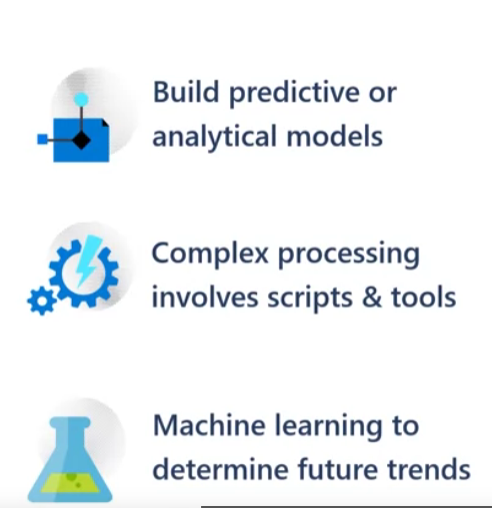 Build predictive or
analytical models
Complex processing
involves scripts & tools
Machine learning to
determine future trends